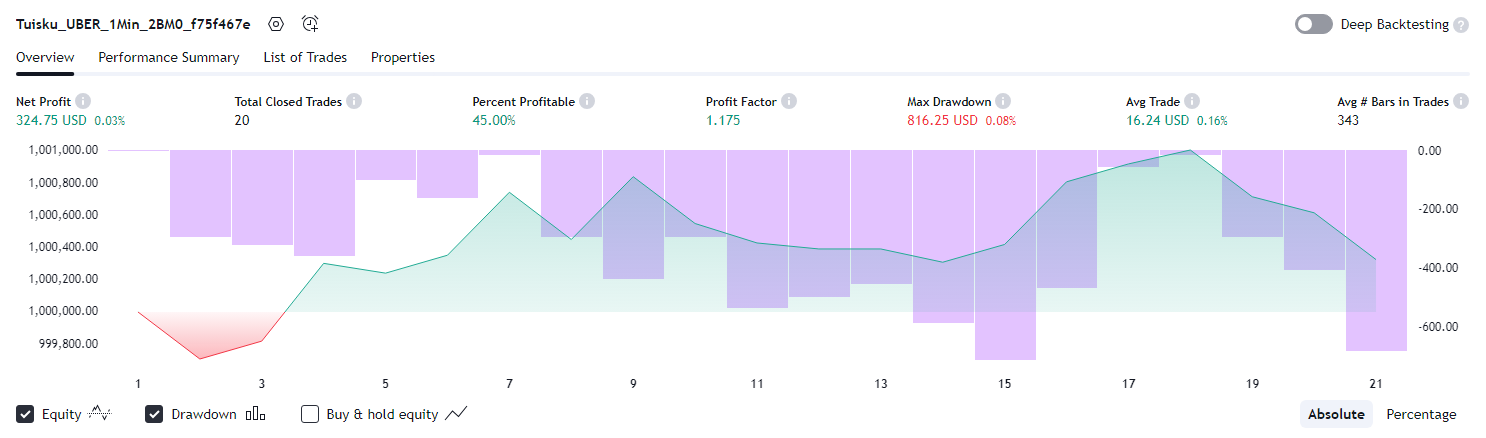 Tuisku_UBER_1Min_2BM0_f75f467e
Deep Backtesting ?
Overview Performance Summary List of Trades Properties
Net Profit i Total Closed Trades i Percent Profitable i Profit Factor i Max Drawdown i Avg Trade i Avg # Bars in Trades i
324.75 USD 0.03% 20 45.00% 1.175 816.25 USD 0.08% 16.24 USD 0.16% 343
1,001,000.00 0.00
1,000,800.00
1,000,600.00 -200.00
1,000,400.00
1,000,200.00 -400.00
1,000,000.00 -600.00
999,800.00
1 3 5 7 9 11 13 15 17 19 21
Equity Drawdown Buy & hold equity Absolute Percentage